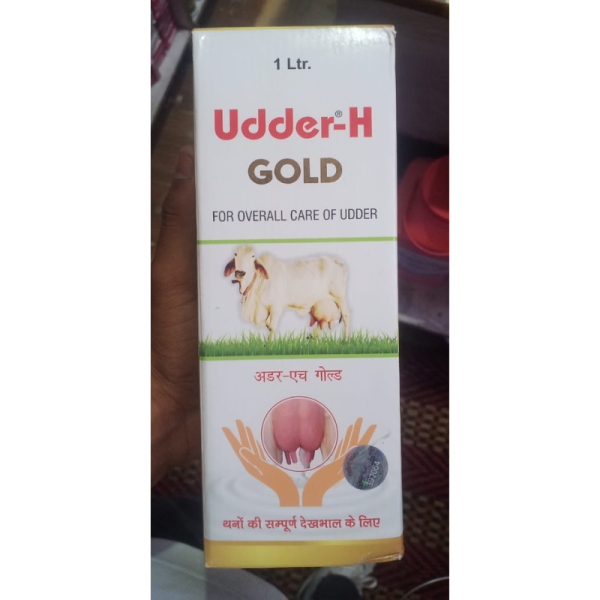 1 Ltr.
Udder-H®
GOLD
FOR OVERALL CARE OF UDDER
अडर-एच गोल्ड
थनों की सम्पूर्ण देखभाल के लिए